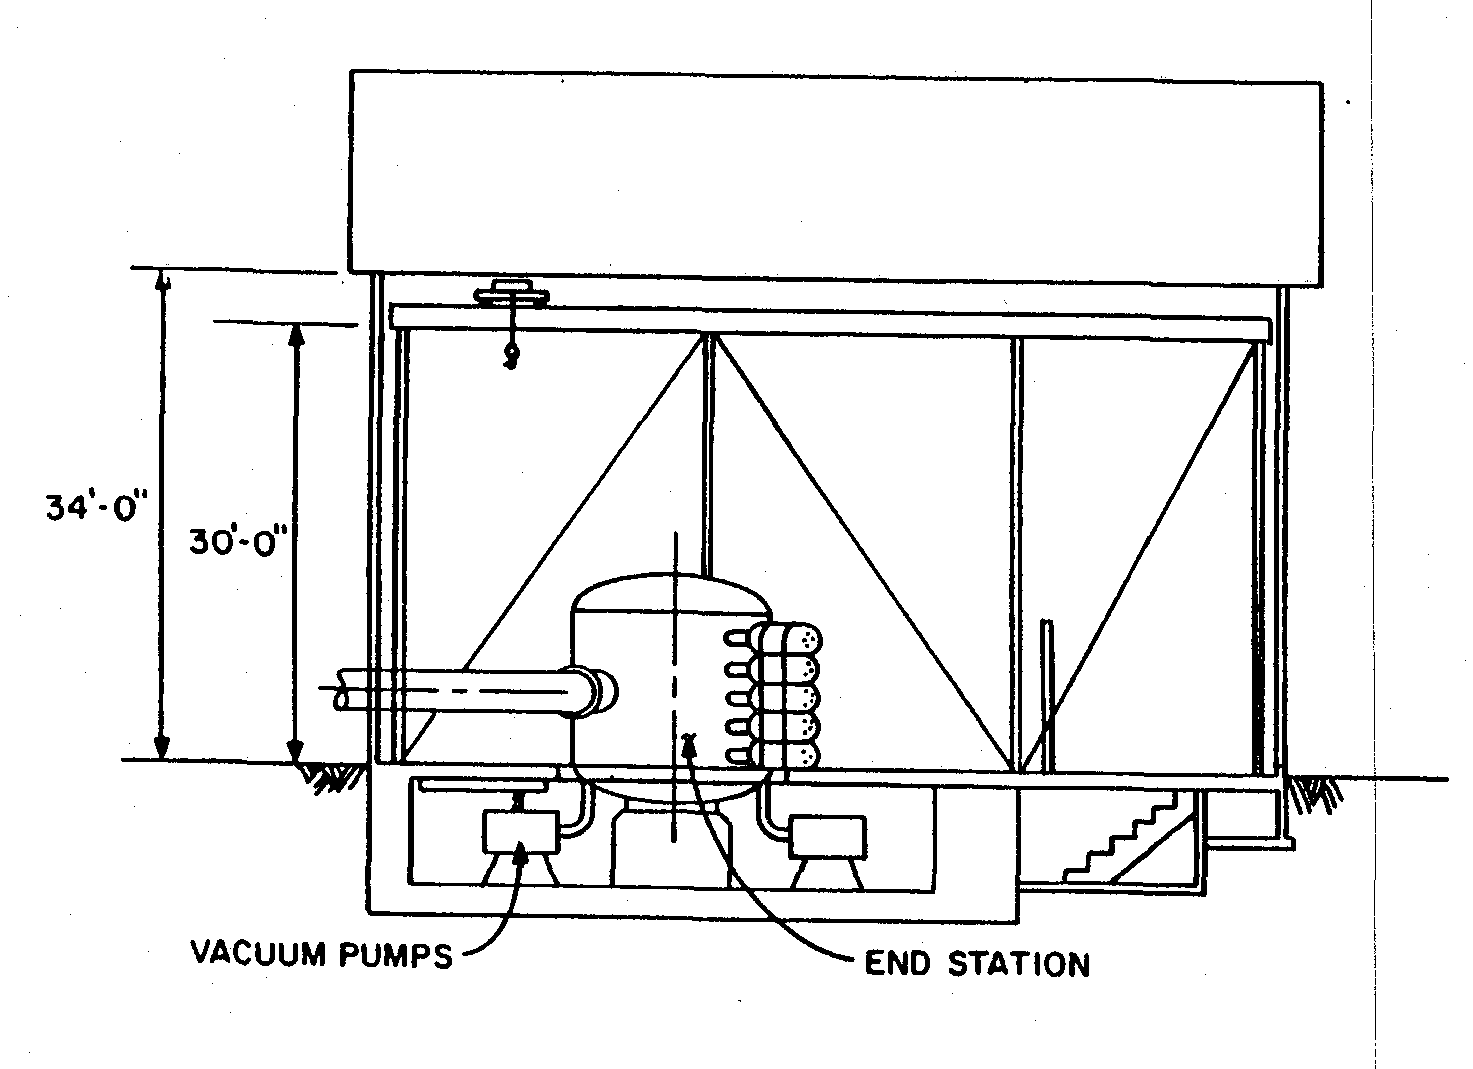 34'-0"
30'-0"
VACUUM PUMPS
END STATION